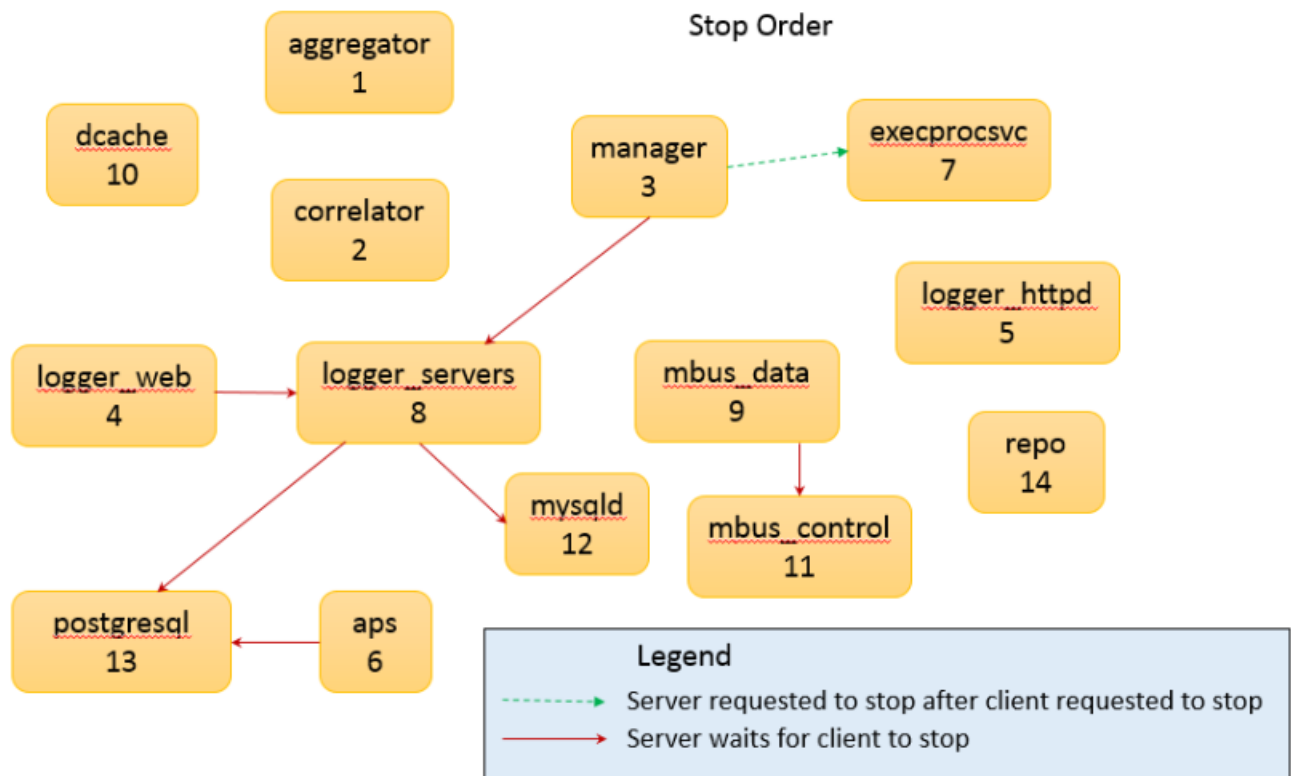 Stop Order
aggregator
1
dcache
10
manager
3
execprocsvc
7
correlator
2
logger_httpd
5
logger_web
4
logger_servers
8
mbus_data
9
repo
14
mysqld
12
mbus_control
11
postgresql
13
aps
6
Legend
Server requested to stop after client requested to stop
Server waits for client to stop